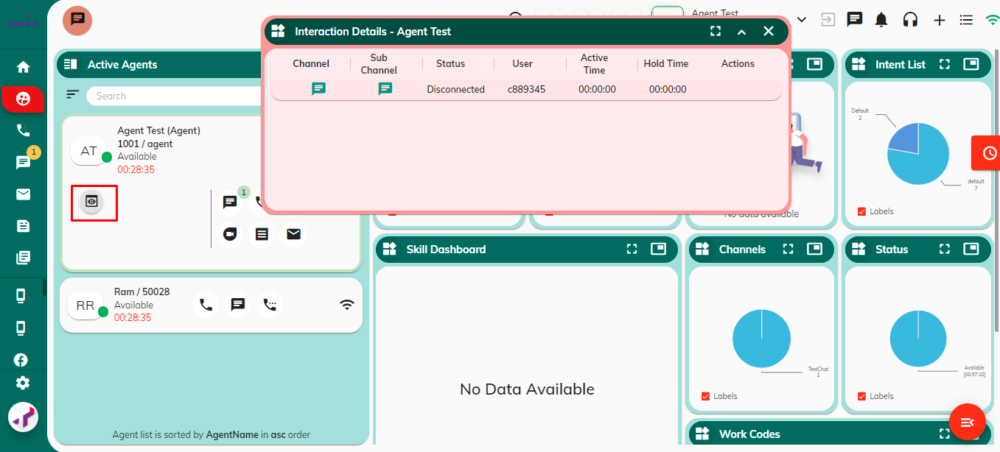 Agent Test
Interaction Details - Agent Test
Channel
Sub
Channel
Status
User
Active
Time
Hold Time
Actions
Disconnected
c889345
00:00:00
00:00:00
1
Active Agents
Search
AT
Agent Test (Agent)
1001 / agent
Available
00:28:35
1
RR
Ram / 50028
Available
00:28:35
Agent list is sorted by AgentName in asc order
No data available
Intent List
Default
2
default
7
Labels
Skill Dashboard
No Data Available
Channels
TextChat
1
Labels
Status
Available
[00:57:10]
Labels
Work Codes